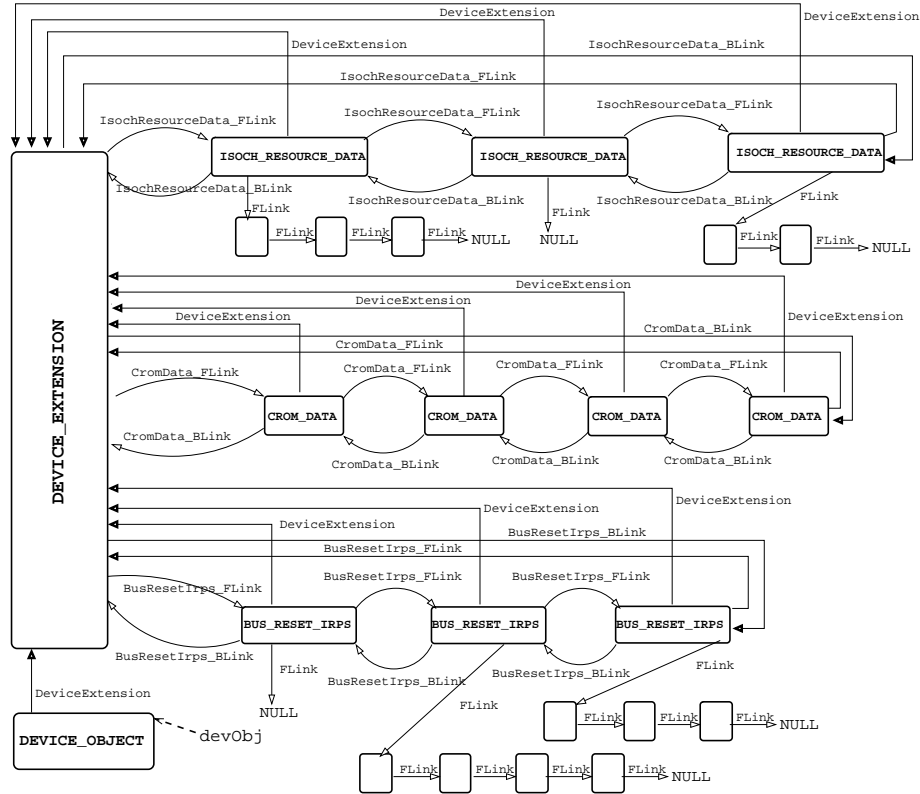 DeviceExtension
DeviceExtension
IsochResourceData_BLink
IsochResourceData_FLink
IsochResourceData_FLink
IsochResourceData_FLink
IsochResourceData_FLink
ISOCH_RESOURCE_DATA
ISOCH_RESOURCE_DATA
ISOCH_RESOURCE_DATA
IsochResourceData_BLink
IsochResourceData_BLink
IsochResourceData_BLink
FLink
FLink
FLink
FLink
FLink
FLink
NULL
NULL
FLink
FLink
NULL
DEVICE_EXTENSION
DeviceExtension
DeviceExtension
DeviceExtension
CromData_BLink
CromData_FLink
CromData_FLink
CromData_FLink
CromData_FLink
CromData_FLink
CROM_DATA
CROM_DATA
CROM_DATA
CROM_DATA
CromData_BLink
CromData_BLink
CromData_BLink
CromData_BLink
DeviceExtension
DeviceExtension
DeviceExtension
BusResetIrps_BLink
BusResetIrps_FLink
BusResetIrps_FLink
BusResetIrps_FLink
BusResetIrps_FLink
BUS_RESET_IRPS
BUS_RESET_IRPS
BUS_RESET_IRPS
BusResetIrps_BLink
BusResetIrps_BLink
BusResetIrps_BLink
FLink
NULL
FLink
FLink
FLink
FLink
FLink
NULL
FLink
FLink
FLink
FLink
NULL
DeviceExtension
DEVICE_OBJECT
devObj